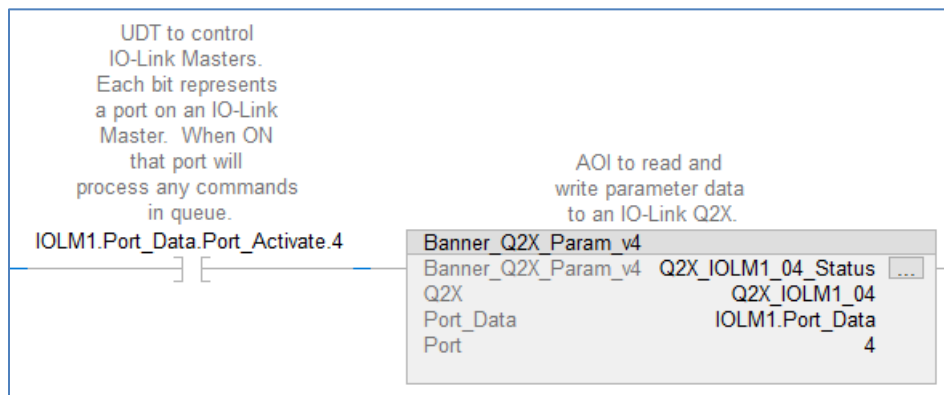 UDT to control
IO-Link Masters.
Each bit represents
a port on an IO-Link
Master.  When ON
that port will
process any commands
in queue.
IOLM1.Port_Data.Port_Activate.4
AOI to read and
write parameter data
to an IO-Link Q2X.
Banner_Q2X_Param_v4
Banner_Q2X_Param_v4 Q2X_IOLM1_04_Status ...
Q2X Q2X_IOLM1_04
Port_Data IOLM1.Port_Data
Port 4